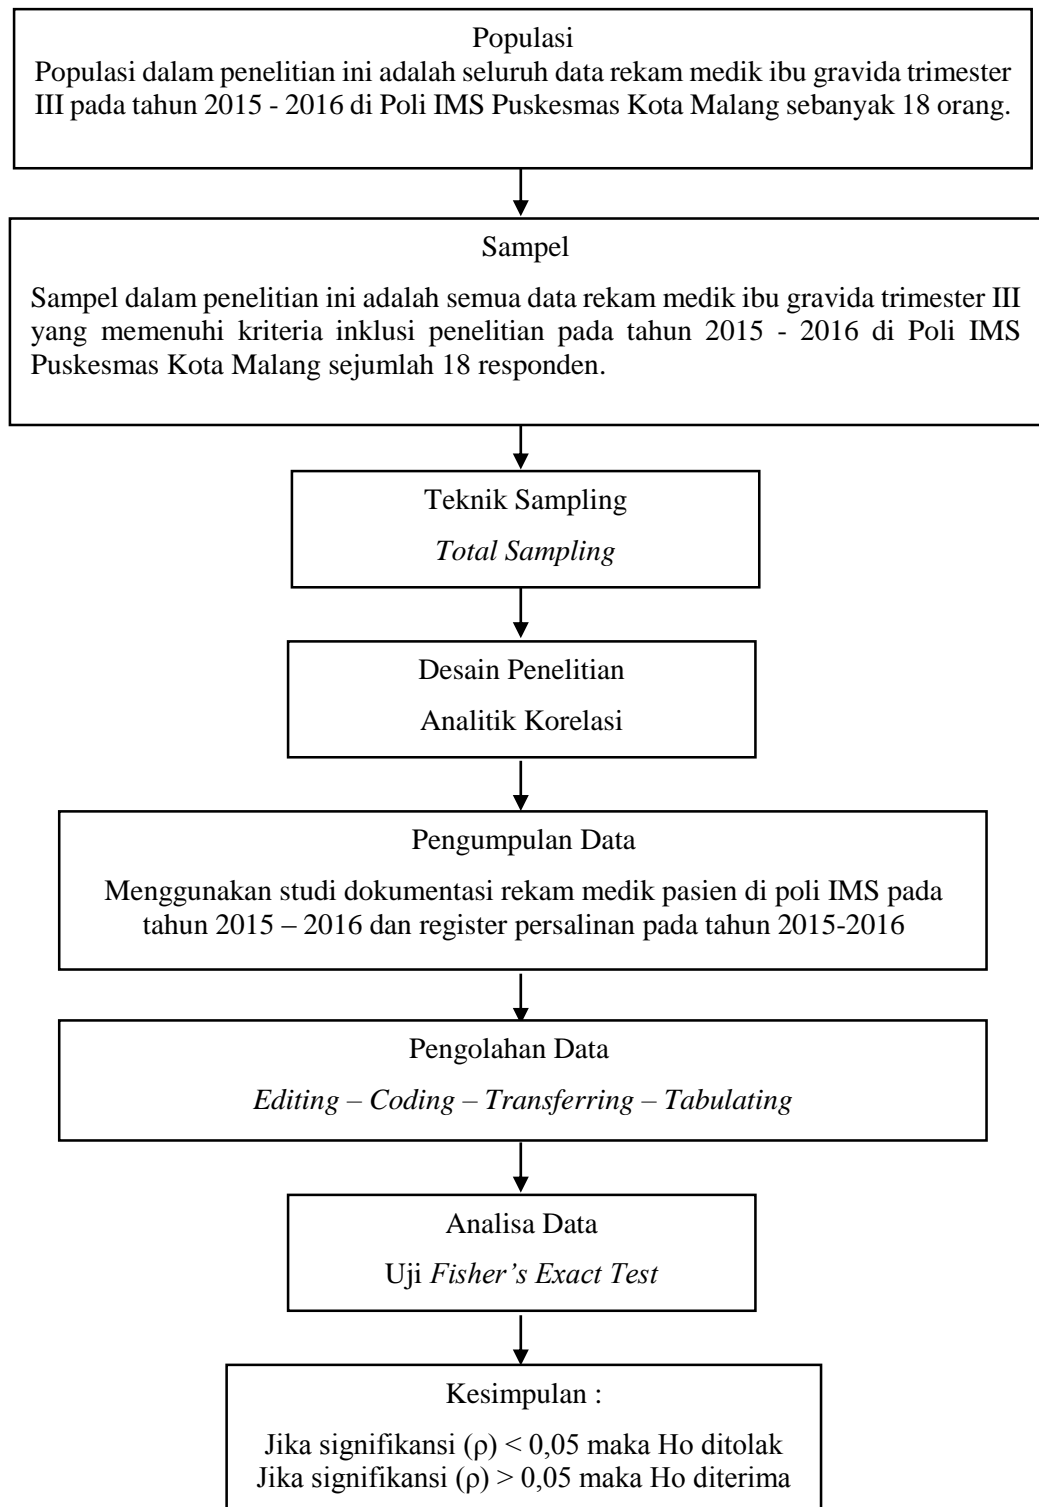 Populasi
Populasi dalam penelitian ini adalah seluruh data rekam medik ibu gravida trimester
III pada tahun 2015 - 2016 di Poli IMS Puskesmas Kota Malang sebanyak 18 orang.
Sampel
Sampel dalam penelitian ini adalah semua data rekam medik ibu gravida trimester III
yang memenuhi kriteria inklusi penelitian pada tahun 2015 - 2016 di Poli IMS
Puskesmas Kota Malang sejumlah 18 responden.
Teknik Sampling
Total Sampling
Desain Penelitian
Analitik Korelasi
Pengumpulan Data
Menggunakan studi dokumentasi rekam medik pasien di poli IMS pada
tahun 2015 – 2016 dan register persalinan pada tahun 2015-2016
Pengolahan Data
Editing – Coding – Transferring – Tabulating
Analisa Data
Uji Fisher’s Exact Test
Kesimpulan :
Jika signifikansi (ρ) < 0,05 maka Ho ditolak
Jika signifikansi (ρ) > 0,05 maka Ho diterima